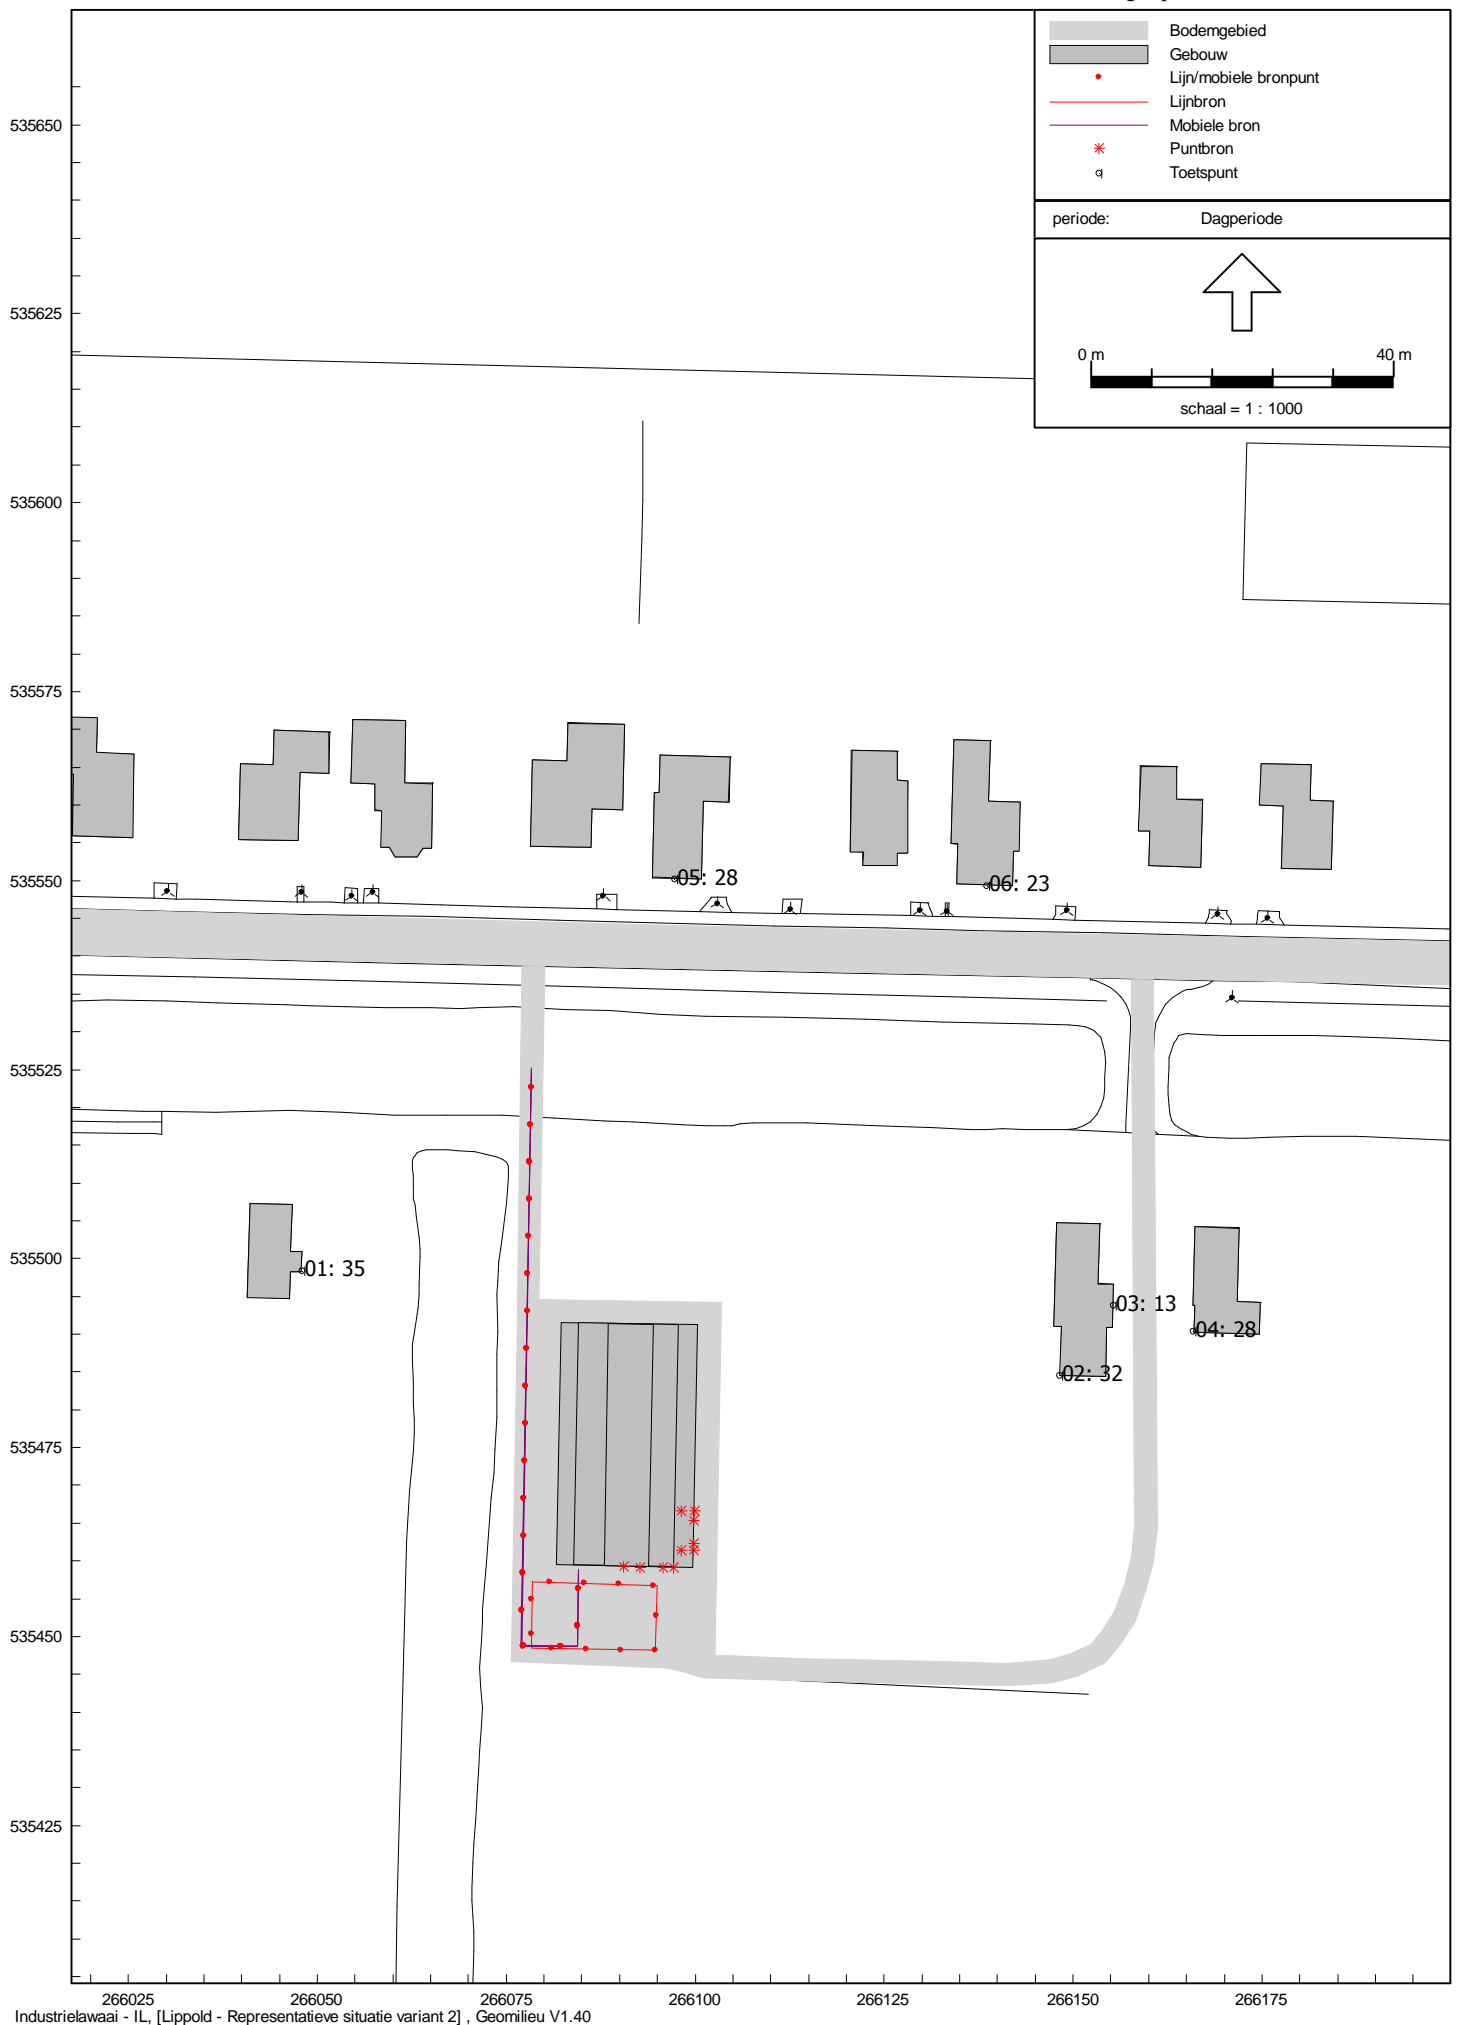 Bodemgebied
Gebouw
Lijn/mobiele bronpunt
Lijnbron
Mobiele bron
Puntbron
Toetspunt
periode: Dagperiode
0 m 40 m
schaal = 1 : 1000
535650
535625
535600
535575
535550
535525
535500
535475
535450
535425
05: 28
06: 23
01: 35
03: 13
04: 28
02: 32
266025 266050 266075 266100 266125 266150 266175
Industrielawaai - IL, [Lippold - Representatieve situatie variant 2] , Geomilieu V1.40